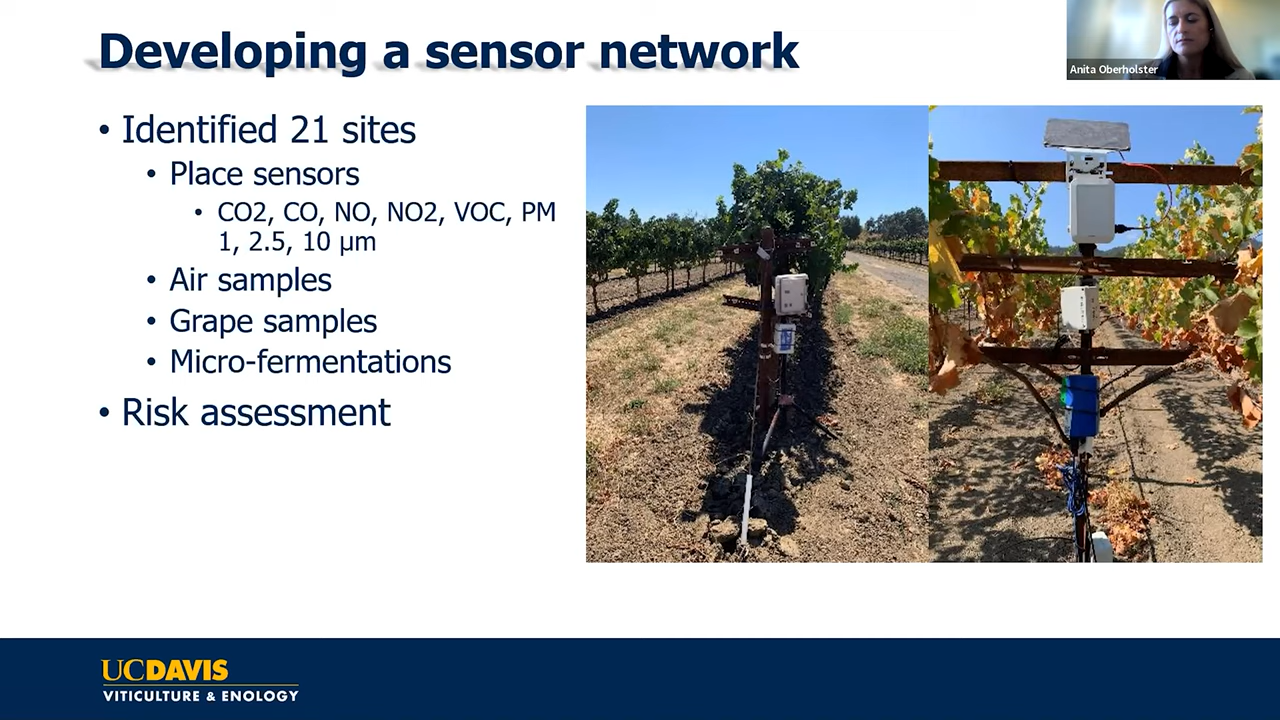 Developing a sensor network
Anita Oberholster
• Identified 21 sites
• Place sensors
• CO2, CO, NO, NO2, VOC, PM
1, 2.5, 10 µm
• Air samples
• Grape samples
• Micro-fermentations
• Risk assessment
UCDAVIS
VITICULTURE & ENOLOGY